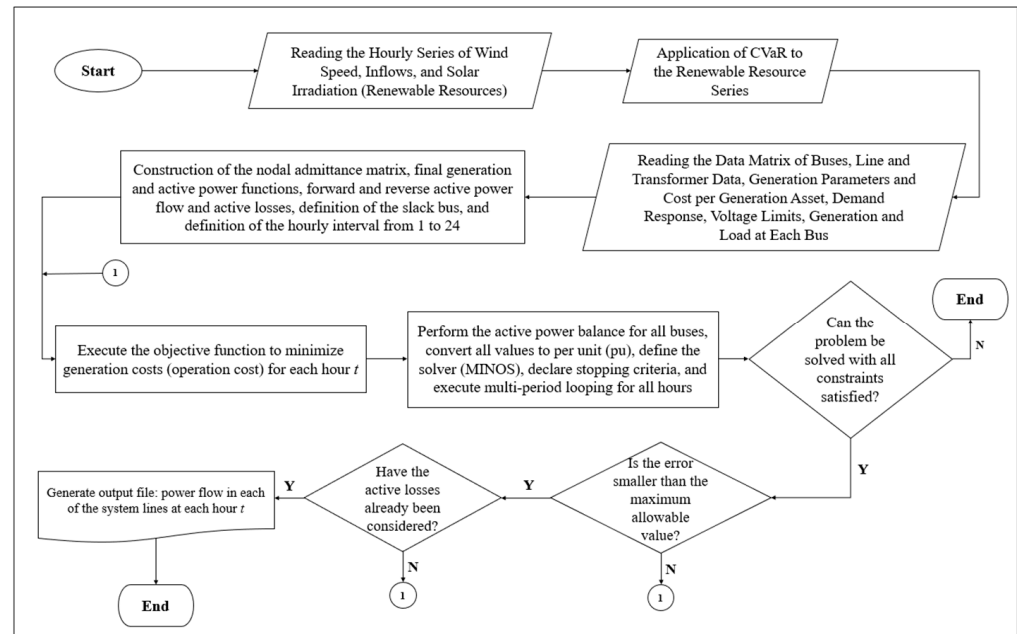 Start
Reading the Hourly Series of Wind
Speed, Inflows, and Solar
Irradiation (Renewable Resources)
Application of CVaR to
the Renewable Resource
Series
Construction of the nodal admittance matrix, final generation
and active power functions, forward and reverse active power
flow and active losses, definition of the slack bus, and
definition of the hourly interval from 1 to 24
Reading the Data Matrix of Buses, Line and
Transformer Data, Generation Parameters and
Cost per Generation Asset, Demand
Response, Voltage Limits, Generation and
Load at Each Bus
1
Execute the objective function to minimize
generation costs (operation cost) for each hour t
Perform the active power balance for all buses,
convert all values to per unit (pu), define the
solver (MINOS), declare stopping criteria, and
execute multi-period looping for all hours
Can the
problem be
solved with all
constraints
satisfied?
End
N
Y
Is the error
smaller than the
maximum
allowable
value?
Y
N
1
Have the
active losses
already been
considered?
Y
N
1
Generate output file: power flow in each
of the system lines at each hour t
End